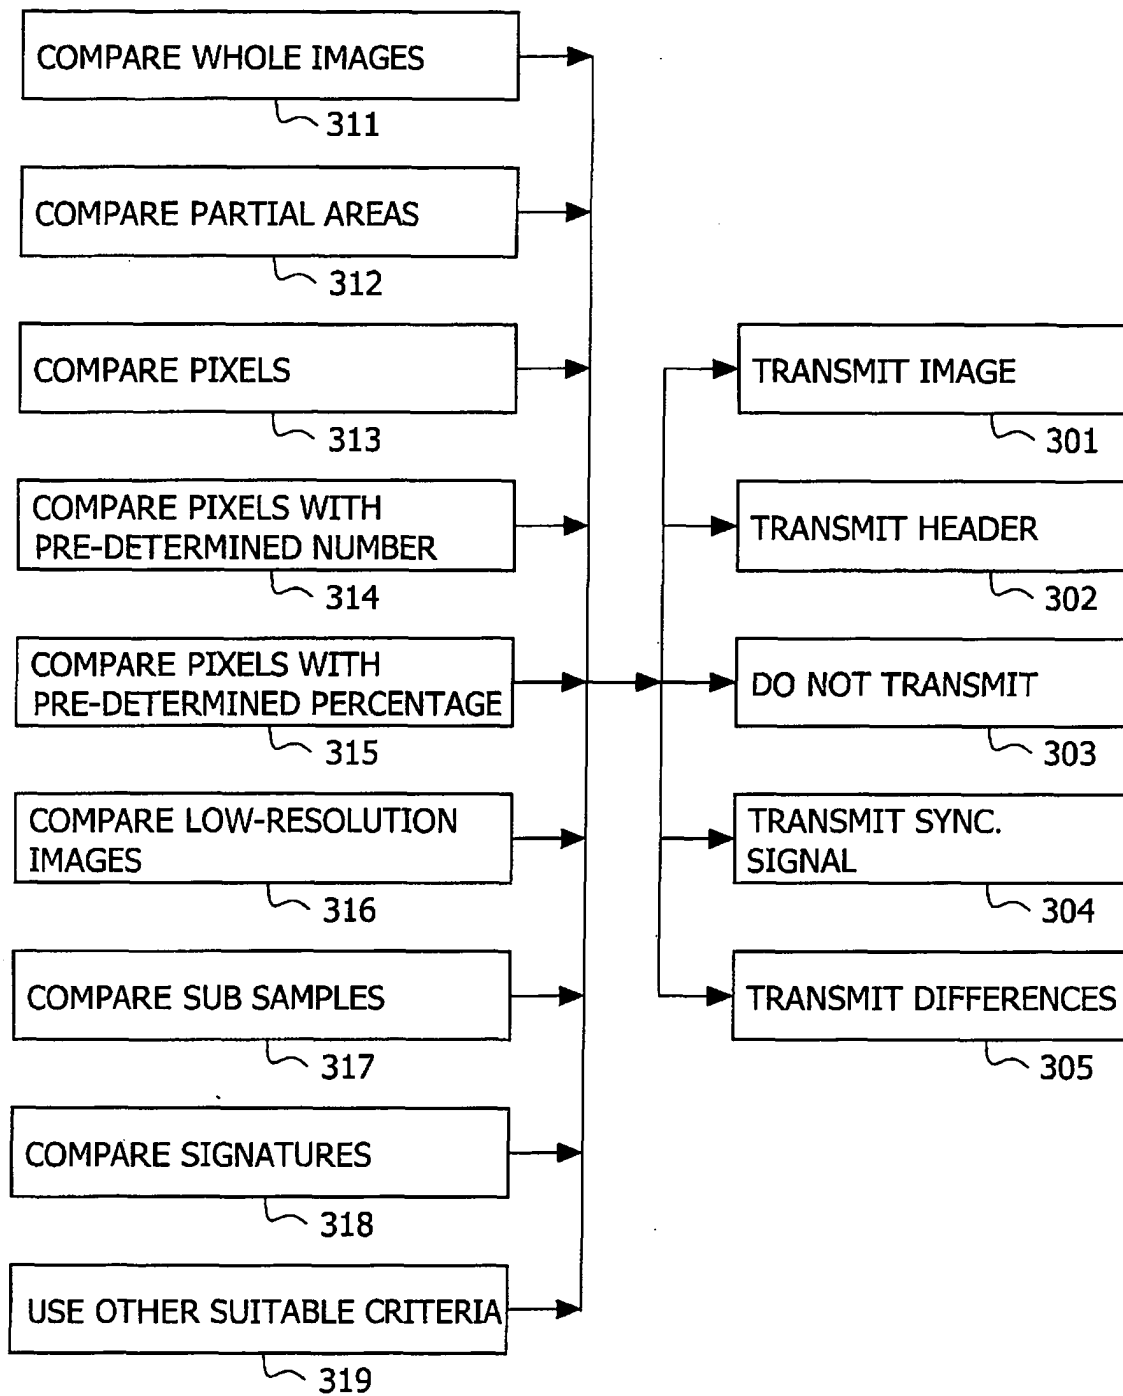 COMPARE WHOLE IMAGES
311
COMPARE PARTIAL AREAS
312
COMPARE PIXELS
313
COMPARE PIXELS WITH
PRE-DETERMINED NUMBER
314
COMPARE PIXELS WITH
PRE-DETERMINED PERCENTAGE
315
COMPARE LOW-RESOLUTION
IMAGES
316
COMPARE SUB SAMPLES
317
COMPARE SIGNATURES
318
USE OTHER SUITABLE CRITERIA
319
TRANSMIT IMAGE
301
TRANSMIT HEADER
302
DO NOT TRANSMIT
303
TRANSMIT SYNC.
SIGNAL
304
TRANSMIT DIFFERENCES
305